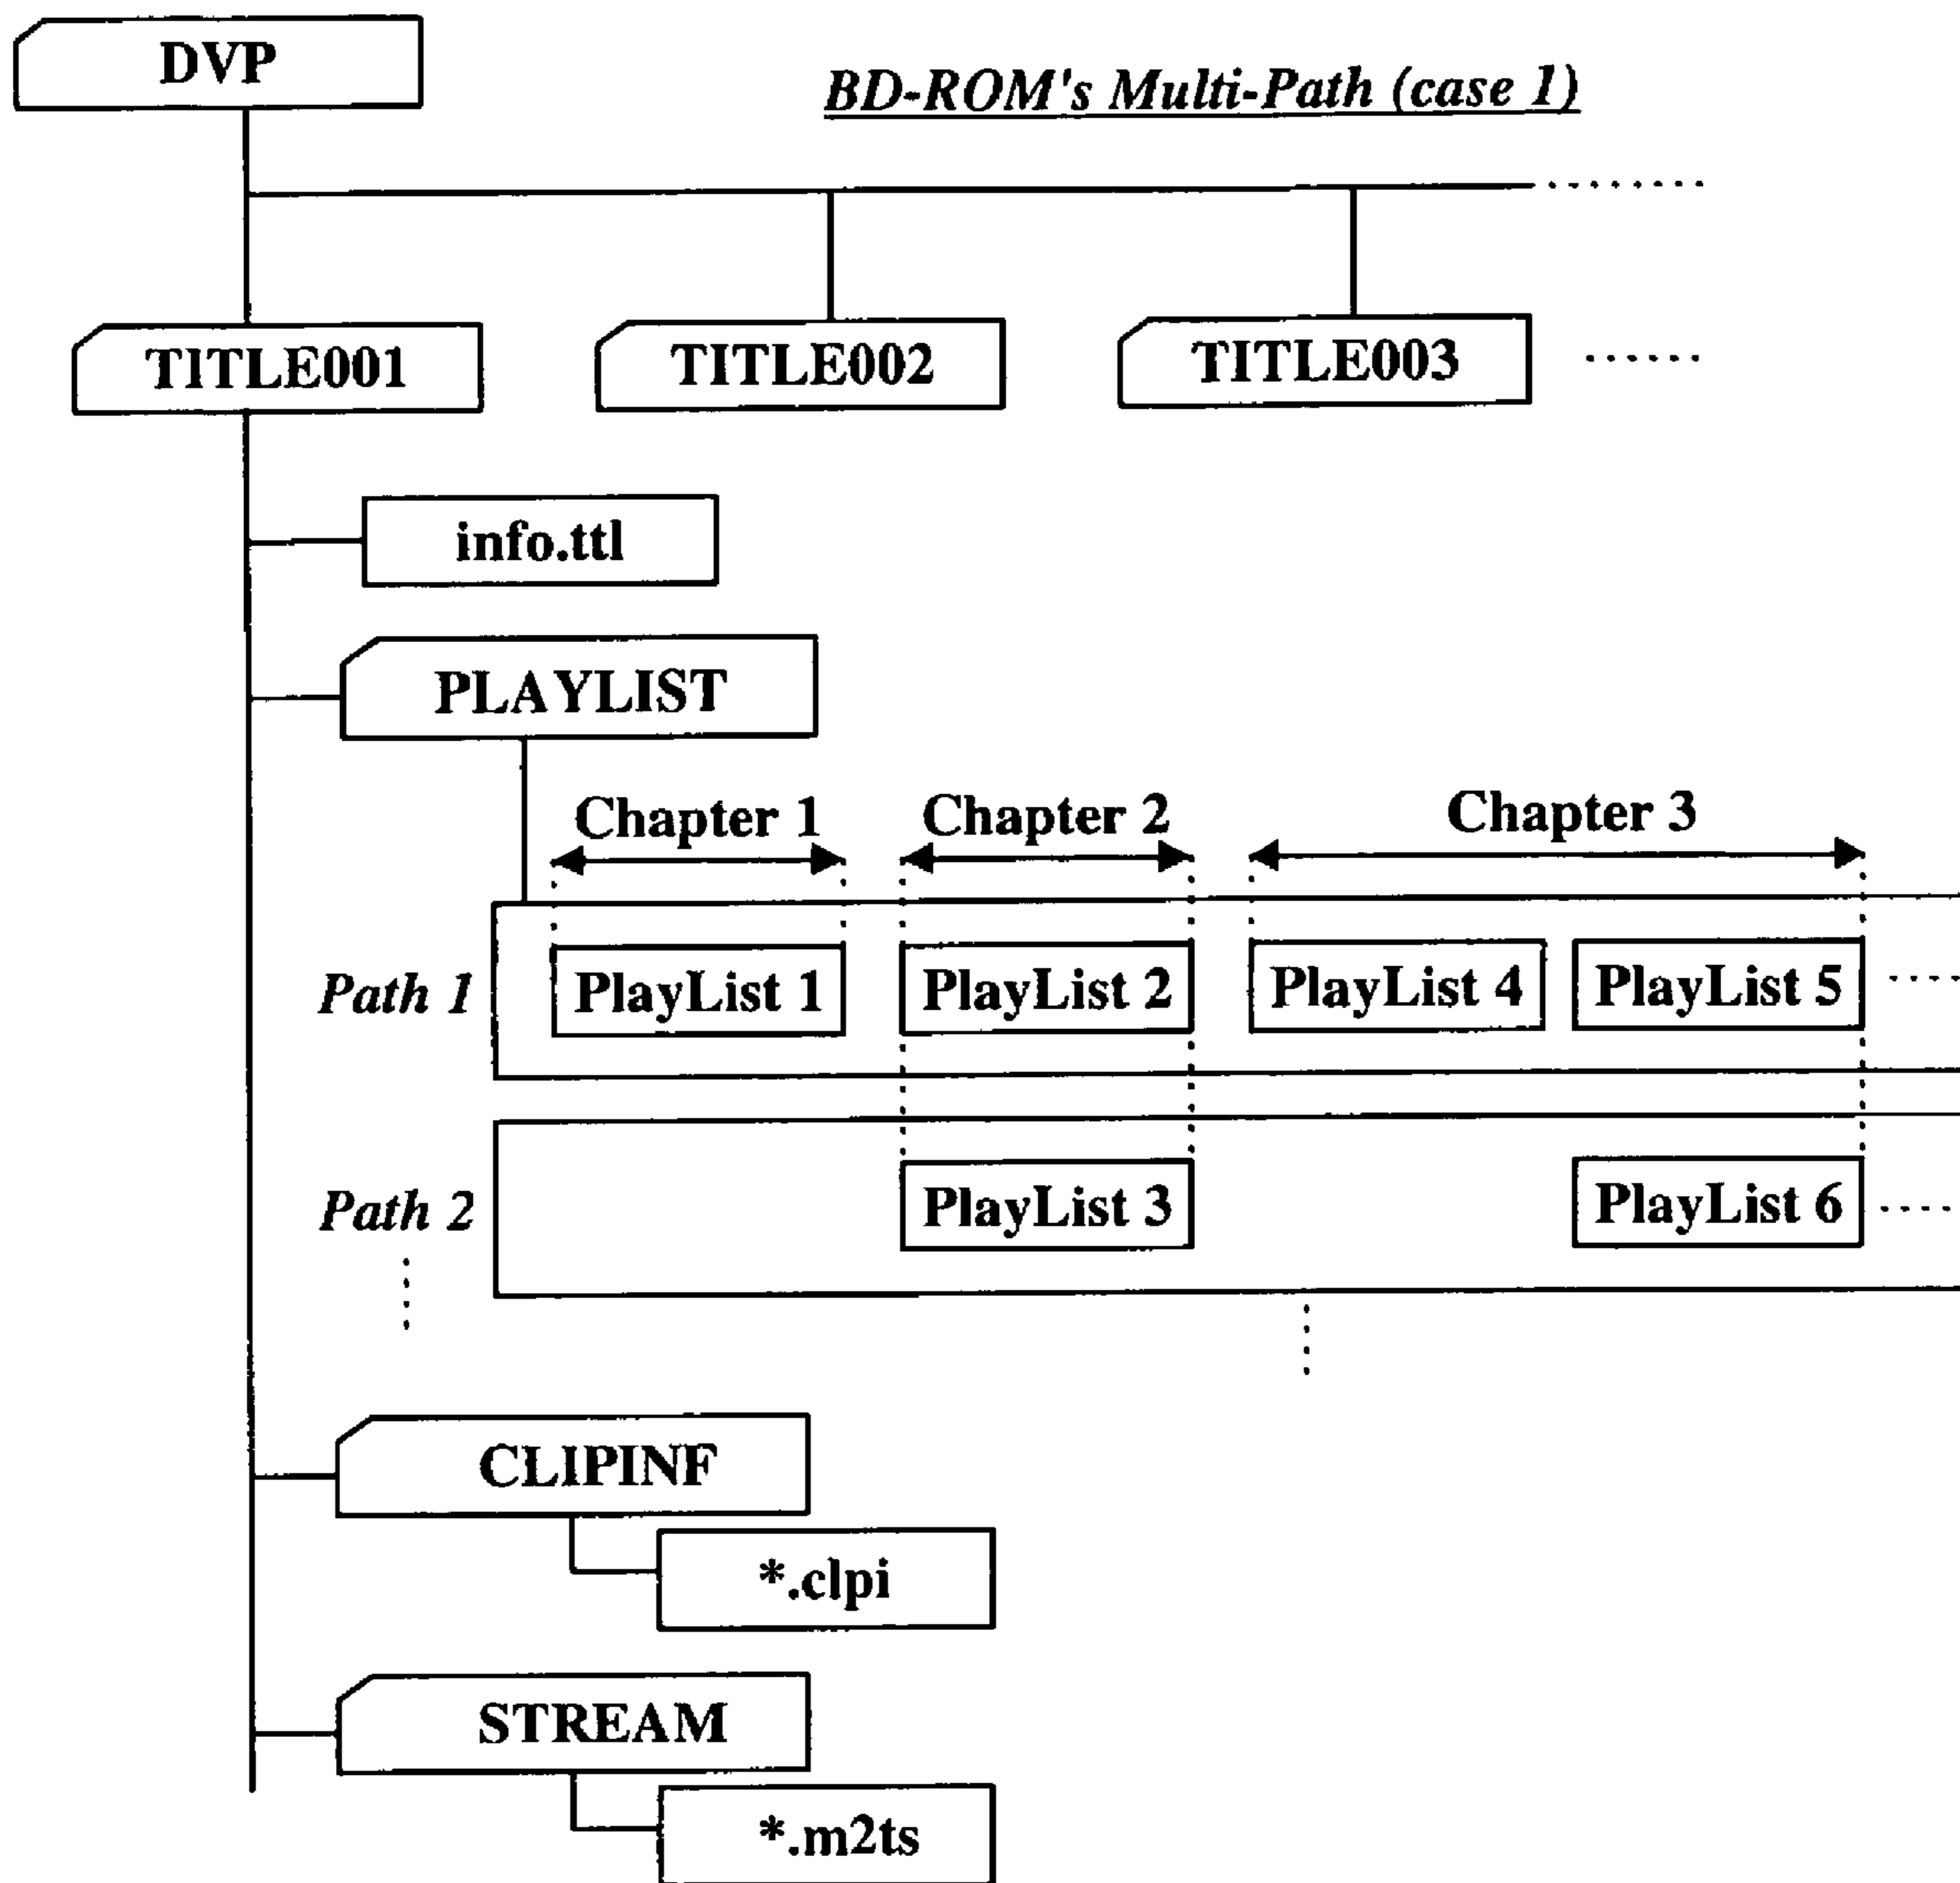 DVP
BD-ROM's Multi-Path (case 1)
TITLE001 TITLE002 TITLE003
info.ttl
PLAYLIST
Chapter 1 Chapter 2 Chapter 3
Path 1 PlayList 1 PlayList 2 PlayList 4 PlayList 5
Path 2 PlayList 3 PlayList 6
CLIPINF
*.clpi
STREAM
*.m2ts